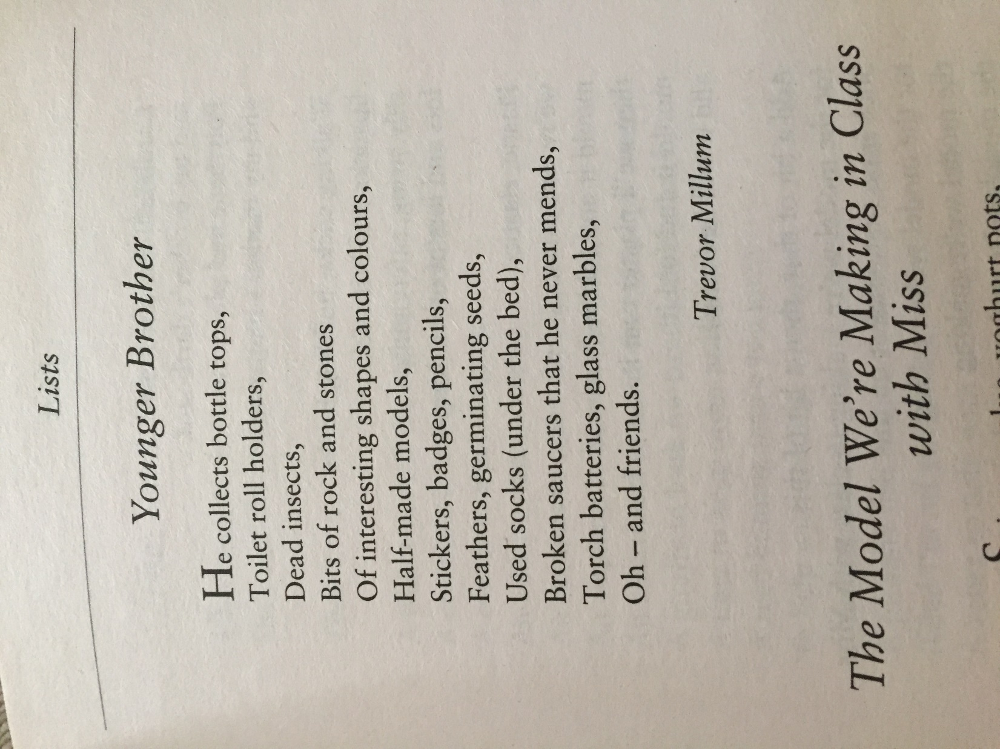 Lists
Younger Brother
He collects bottle tops,
Toilet roll holders,
Dead insects,
Bits of rock and stones
Of interesting shapes and colours,
Half-made models,
Stickers, badges, pencils,
Feathers, germinating seeds,
Used socks (under the bed),
Broken saucers that he never mends,
Torch batteries, glass marbles,
Oh – and friends.
Trevor Millum
The Model We're Making in Class
with Miss
yoghurt pots,